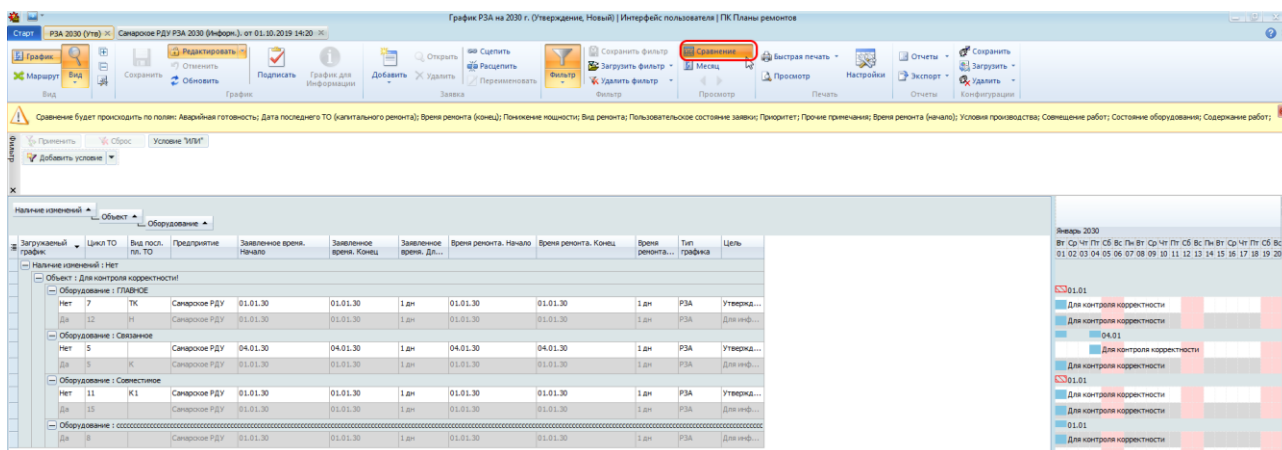 График РЗА на 2030 г. (Утверждение, Новый) | Интерфейс пользователя | ПК Планы ремонтов
Старт РЗА 2030 (Утв) × Самарское РДУ РЗА 2030 (Информ.). от 01.10.2019 14:20 ×
График Вид Сохранить Редактировать Подписать График для Информации Добавить Открыть Сцепить Фильтр Сохранить фильтр Сравнение Быстрая печать Настройки Отчеты Сохранить
Маршрут Отменить Удалить Расцепить Загрузить фильтр Месяц Просмотр Экспорт Загрузить
Обновить Переименовать Удалить фильтр Удалить
Вид График Заявка Фильтр Просмотр Печать Отчеты Конфигурации
Сравнение будет происходить по полям: Аварийная готовность; Дата последнего ТО (капитального ремонта); Время ремонта (конец); Понижение мощности; Вид ремонта; Пользовательское состояние заявки; Приоритет; Прочие примечания; Время ремонта (начало); Условия производства; Совмещение работ; Состояние оборудования; Содержание работ;
Фильтр
Применить Сброс Условие "ИЛИ"
Добавить условие
Наличие изменений
Объект
Оборудование
Январь 2030
Загружаемый график Цикл ТО Вид посл. пл. ТО Предприятие Заявленное время. Начало Заявленное время. Конец Заявленное время. Дл... Время ремонта. Начало Время ремонта. Конец Время ремонта... Тип графика Цель
Вт Ср Чт Пт Сб Вс Пн Вт Ср Чт Пт Сб Вс Пн Вт Ср Чт Пт Сб Вс
01 02 03 04 05 06 07 08 09 10 11 12 13 14 15 16 17 18 19 20
Наличие изменений : Нет
Объект : Для контроля корректности!
Оборудование : ГЛАВНОЕ 01.01
Нет 7 ТК Самарское РДУ 01.01.30 01.01.30 1 дн 01.01.30 01.01.30 1 дн РЗА Утвержд... Для контроля корректности
Да 12 Н Самарское РДУ 01.01.30 01.01.30 1 дн 01.01.30 01.01.30 1 дн РЗА Для инф... Для контроля корректности
Оборудование : Связанное 04.01
Нет 5 Самарское РДУ 04.01.30 04.01.30 1 дн 04.01.30 04.01.30 1 дн РЗА Утвержд... Для контроля корректности
Да 5 К Самарское РДУ 01.01.30 01.01.30 1 дн 01.01.30 01.01.30 1 дн РЗА Для инф... Для контроля корректности
Оборудование : Совместимое 01.01
Нет 11 К1 Самарское РДУ 01.01.30 01.01.30 1 дн 01.01.30 01.01.30 1 дн РЗА Утвержд... Для контроля корректности
Да 15 Самарское РДУ 01.01.30 01.01.30 1 дн 01.01.30 01.01.30 1 дн РЗА Для инф... Для контроля корректности
Оборудование : 01.01
Да 8 Самарское РДУ 01.01.30 01.01.30 1 дн 01.01.30 01.01.30 1 дн РЗА Для инф... Для контроля корректности